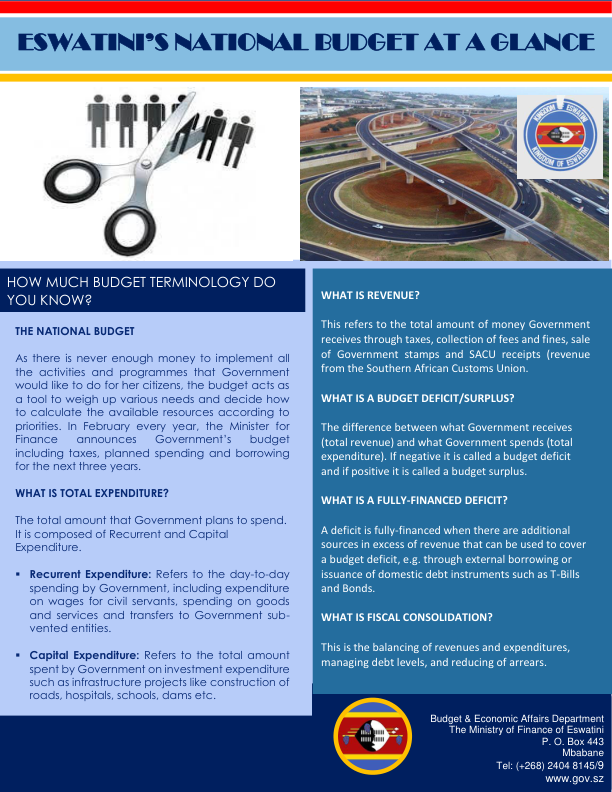 ESWATINI'S NATIONAL BUDGET AT A GLANCE
KINGDOM OF ESWATINI
KINGDOM OF ESWATINI
HOW MUCH BUDGET TERMINOLOGY DO
YOU KNOW?
THE NATIONAL BUDGET
As there is never enough money to implement all
the activities and programmes that Government
would like to do for her citizens, the budget acts as
a tool to weigh up various needs and decide how
to calculate the available resources according to
priorities. In February every year, the Minister for
Finance announces Government's budget
including taxes, planned spending and borrowing
for the next three years.
WHAT IS TOTAL EXPENDITURE?
The total amount that Government plans to spend.
It is composed of Recurrent and Capital
Expenditure.
▪ Recurrent Expenditure: Refers to the day-to-day
spending by Government, including expenditure
on wages for civil servants, spending on goods
and services and transfers to Government sub-
vented entities.
▪ Capital Expenditure: Refers to the total amount
spent by Government on investment expenditure
such as infrastructure projects like construction of
roads, hospitals, schools, dams etc.
WHAT IS REVENUE?
This refers to the total amount of money Government
receives through taxes, collection of fees and fines, sale
of Government stamps and SACU receipts (revenue
from the Southern African Customs Union.
WHAT IS A BUDGET DEFICIT/SURPLUS?
The difference between what Government receives
(total revenue) and what Government spends (total
expenditure). If negative it is called a budget deficit
and if positive it is called a budget surplus.
WHAT IS A FULLY-FINANCED DEFICIT?
A deficit is fully-financed when there are additional
sources in excess of revenue that can be used to cover
a budget deficit, e.g. through external borrowing or
issuance of domestic debt instruments such as T-Bills
and Bonds.
WHAT IS FISCAL CONSOLIDATION?
This is the balancing of revenues and expenditures,
managing debt levels, and reducing of arrears.
Budget & Economic Affairs Department
The Ministry of Finance of Eswatini
P. O. Box 443
Mbabane
Tel: (+268) 2404 8145/9
www.gov.sz